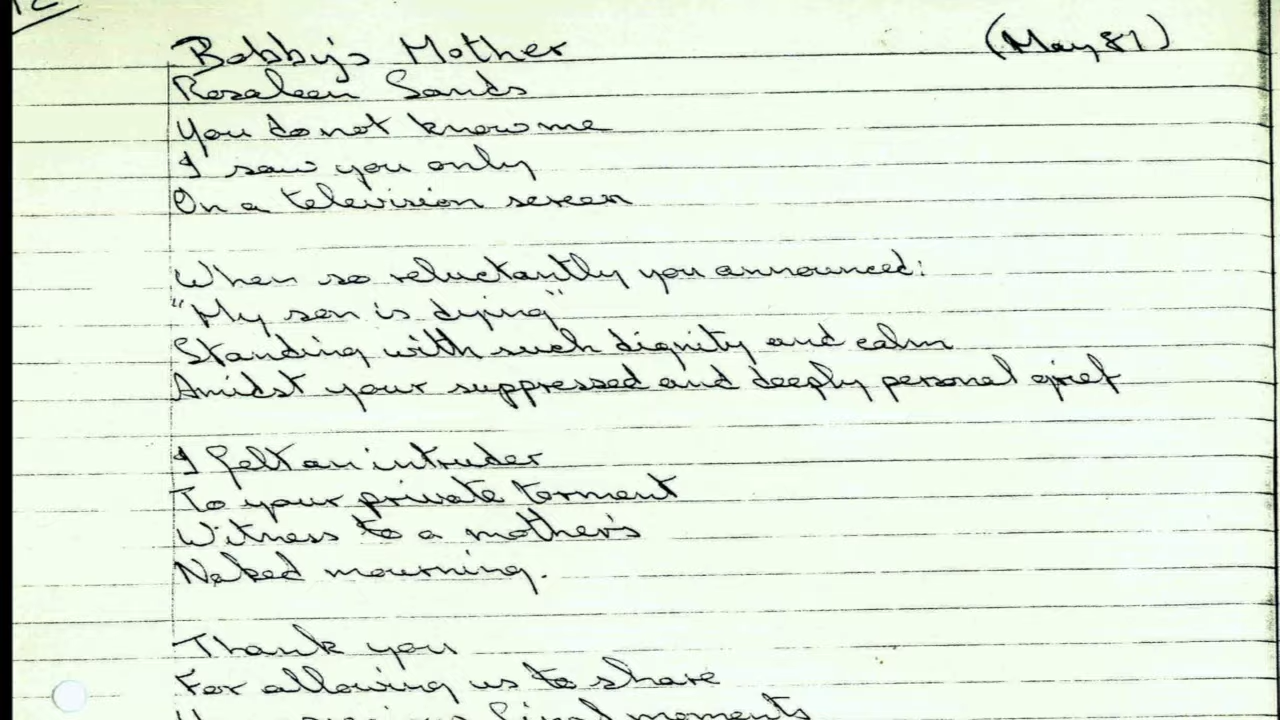 12
Bobby's Mother (May 81)
Rosaleen Sands
You do not know me
I saw you only
On a television screen
When so reluctantly you announced:
"My son is dying"
Standing with such dignity and calm
Amidst your suppressed and deeply personal grief
I felt an intruder
To your private torment
Witness to a mother's
Naked mourning.
Thank you
For allowing us to share
final moments